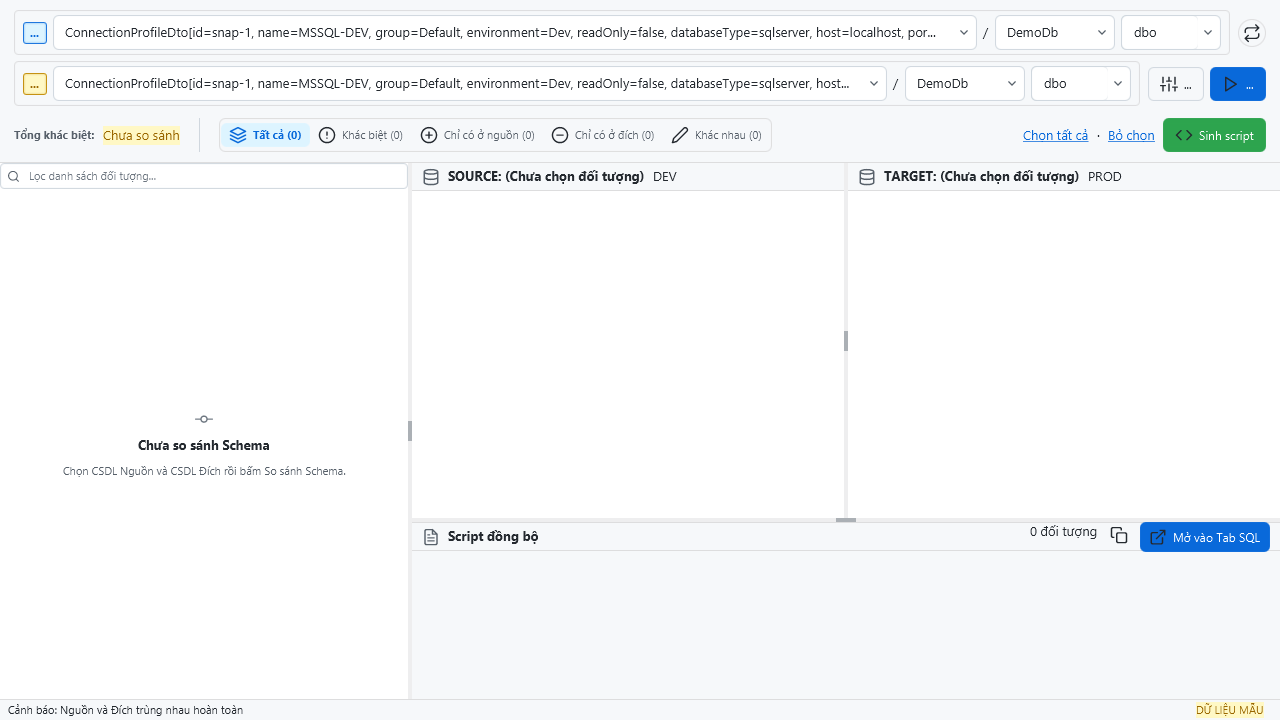 ... ConnectionProfileDto[id=snap-1, name=MSSQL-DEV, group=Default, environment=Dev, readOnly=false, databaseType=sqlserver, host=localhost, por... / DemoDb dbo
... ConnectionProfileDto[id=snap-1, name=MSSQL-DEV, group=Default, environment=Dev, readOnly=false, databaseType=sqlserver, host... / DemoDb dbo ... ...
Tổng khác biệt: Chưa so sánh Tất cả (0) Khác biệt (0) Chỉ có ở nguồn (0) Chỉ có ở đích (0) Khác nhau (0) Chọn tất cả · Bỏ chọn Sinh script
Lọc danh sách đối tượng... SOURCE: (Chưa chọn đối tượng) DEV TARGET: (Chưa chọn đối tượng) PROD
Chưa so sánh Schema
Chọn CSDL Nguồn và CSDL Đích rồi bấm So sánh Schema.
Script đồng bộ 0 đối tượng Mở vào Tab SQL
Cảnh báo: Nguồn và Đích trùng nhau hoàn toàn DỮ LIỆU MẪU